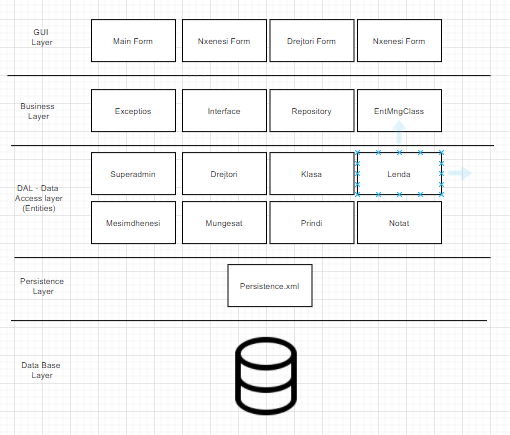 GUI
Layer
Main Form
Nxenesi Form
Drejtori Form
Nxenesi Form
Business
Layer
Exceptios
Interface
Repository
EntMngClass
DAL - Data
Access layer
(Entities)
Superadmin
Drejtori
Klasa
Lenda
Mesimdhenesi
Mungesat
Prindi
Notat
Persistence
Layer
Persistence.xml
Data Base
Layer